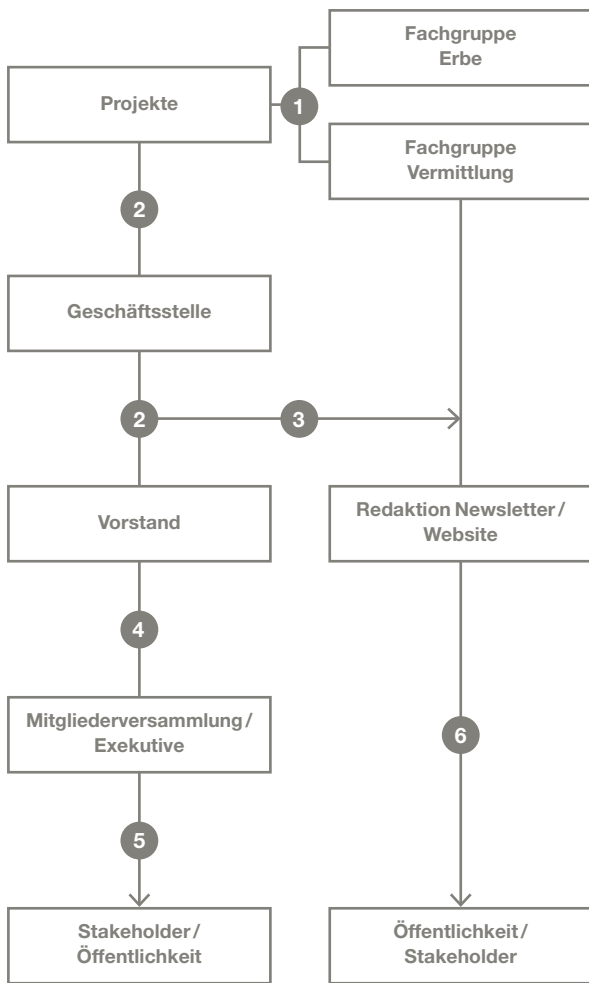 Fachgruppe
Erbe
Projekte
1
Fachgruppe
Vermittlung
2
Geschäftsstelle
2
3
Vorstand
Redaktion Newsletter /
Website
4
Mitgliederversammlung /
Exekutive
6
5
Stakeholder /
Öffentlichkeit
Öffentlichkeit /
Stakeholder